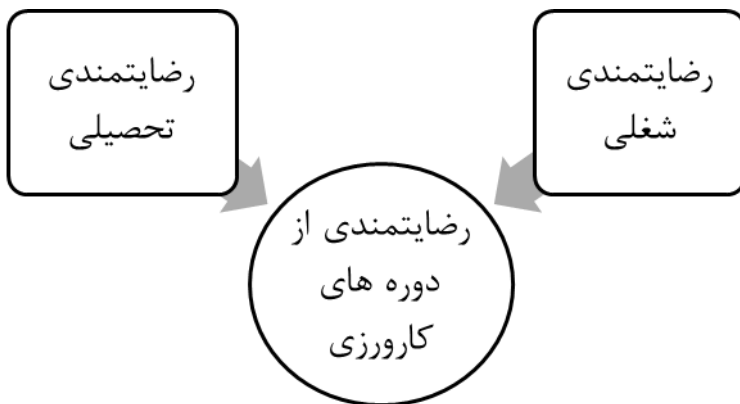 رضایتمندی
شغلی
رضایتمندی
تحصیلی
رضایتمندی از
دوره های
کارورزی